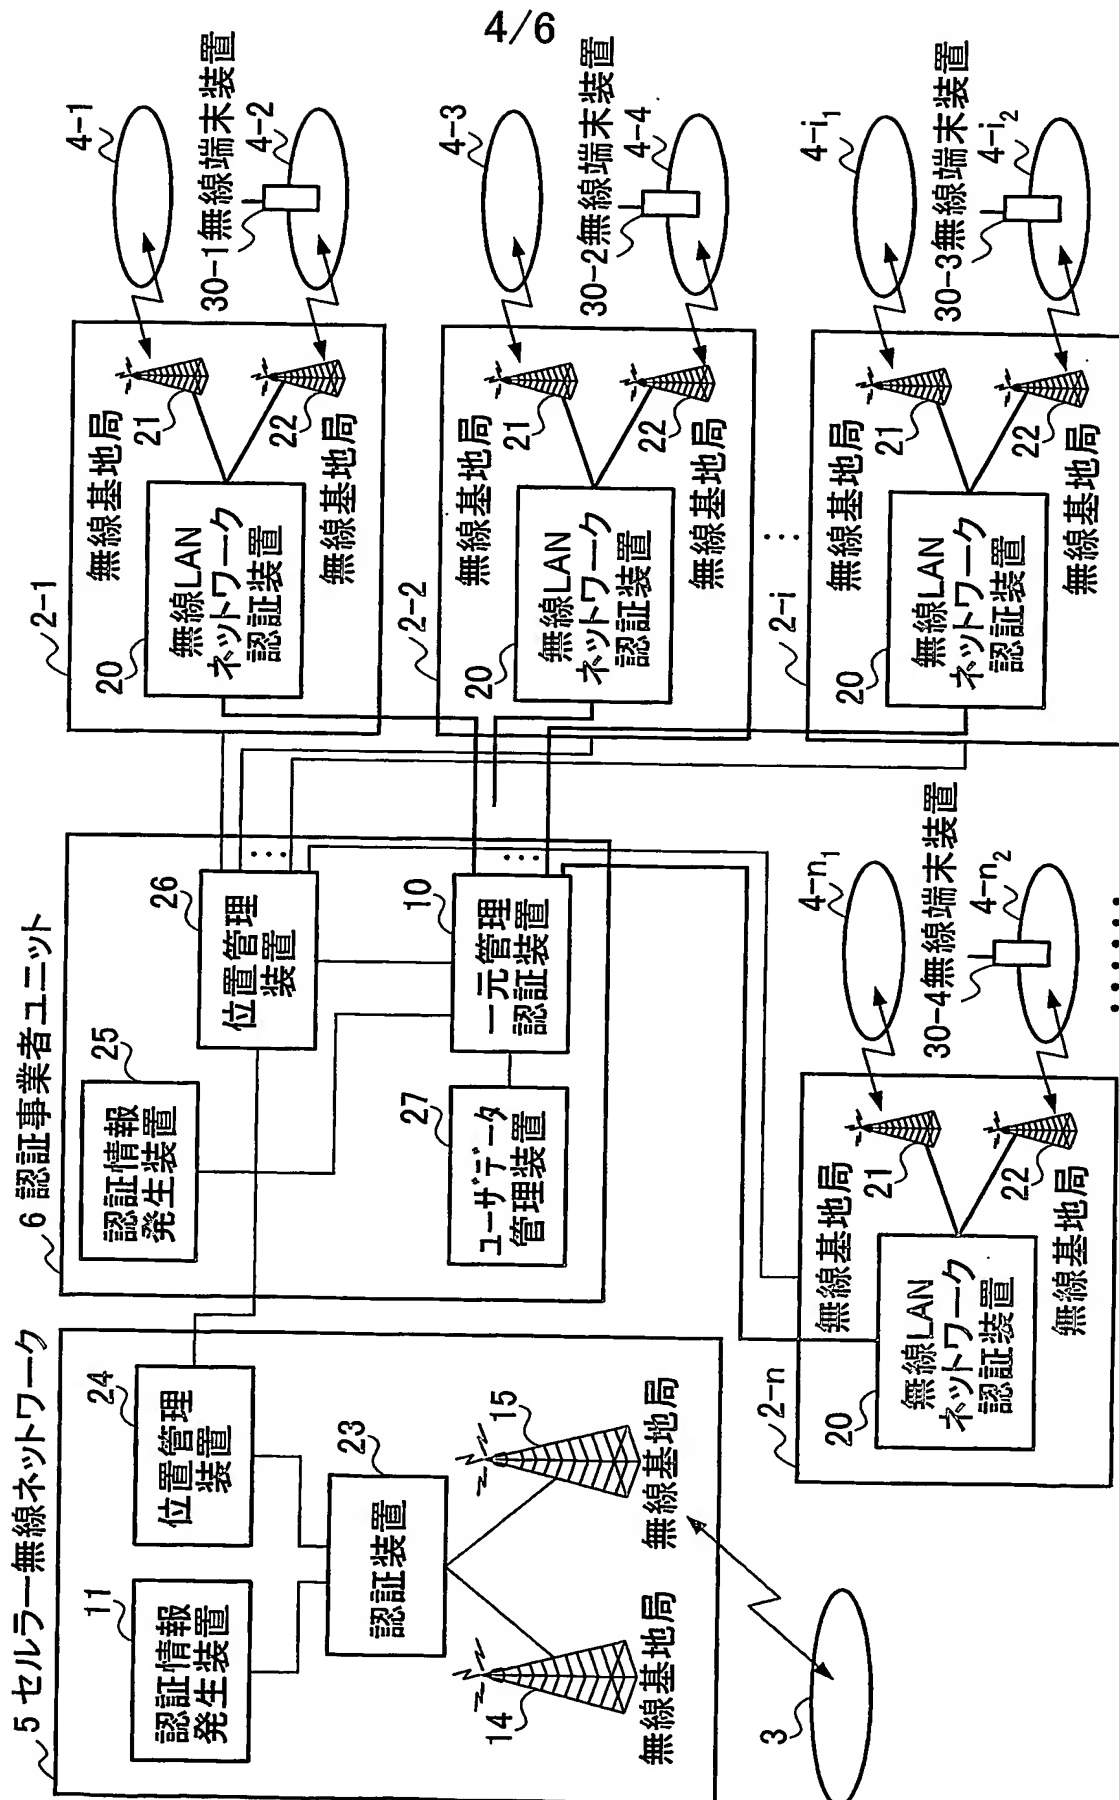 4/6
5 セルラー無線ネットワーク
11
認証情報
発生装置
24
位置管理
装置
23
認証装置
14
無線基地局
15
無線基地局
3
6 認証事業者ユニット
25
認証情報
発生装置
26
位置管理
装置
27
ユーザデータ
管理装置
10
一元管理
認証装置
2-1
20
無線LAN
ネットワーク
認証装置
無線基地局
21
22
無線基地局
4-1
30-1無線端末装置
4-2
2-2
20
無線LAN
ネットワーク
認証装置
無線基地局
21
22
無線基地局
4-3
30-2無線端末装置
4-4
2-i
20
無線LAN
ネットワーク
認証装置
無線基地局
21
22
無線基地局
4-i₁
30-3無線端末装置
4-i₂
2-n
20
無線LAN
ネットワーク
認証装置
無線基地局
21
22
無線基地局
4-n₁
30-4無線端末装置
4-n₂